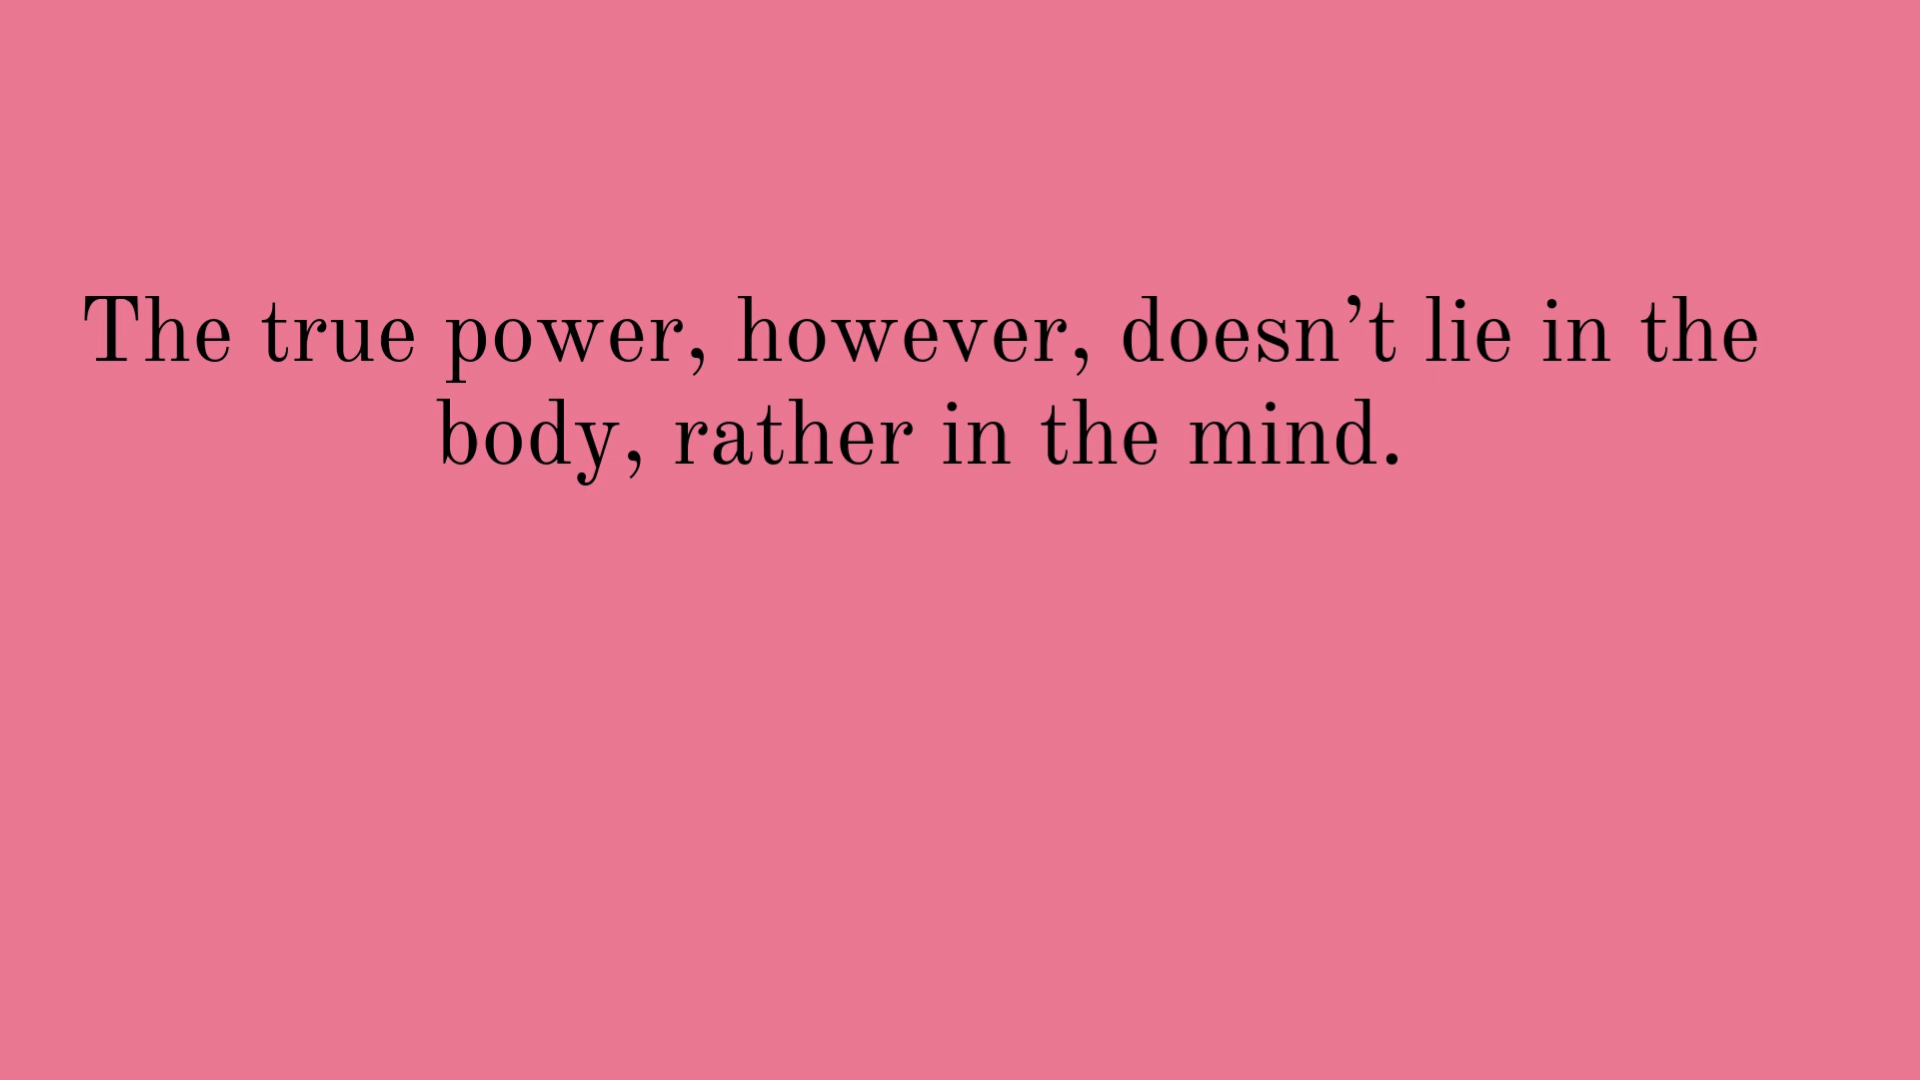 The true power, however, doesn’t lie in the
body, rather in the mind.